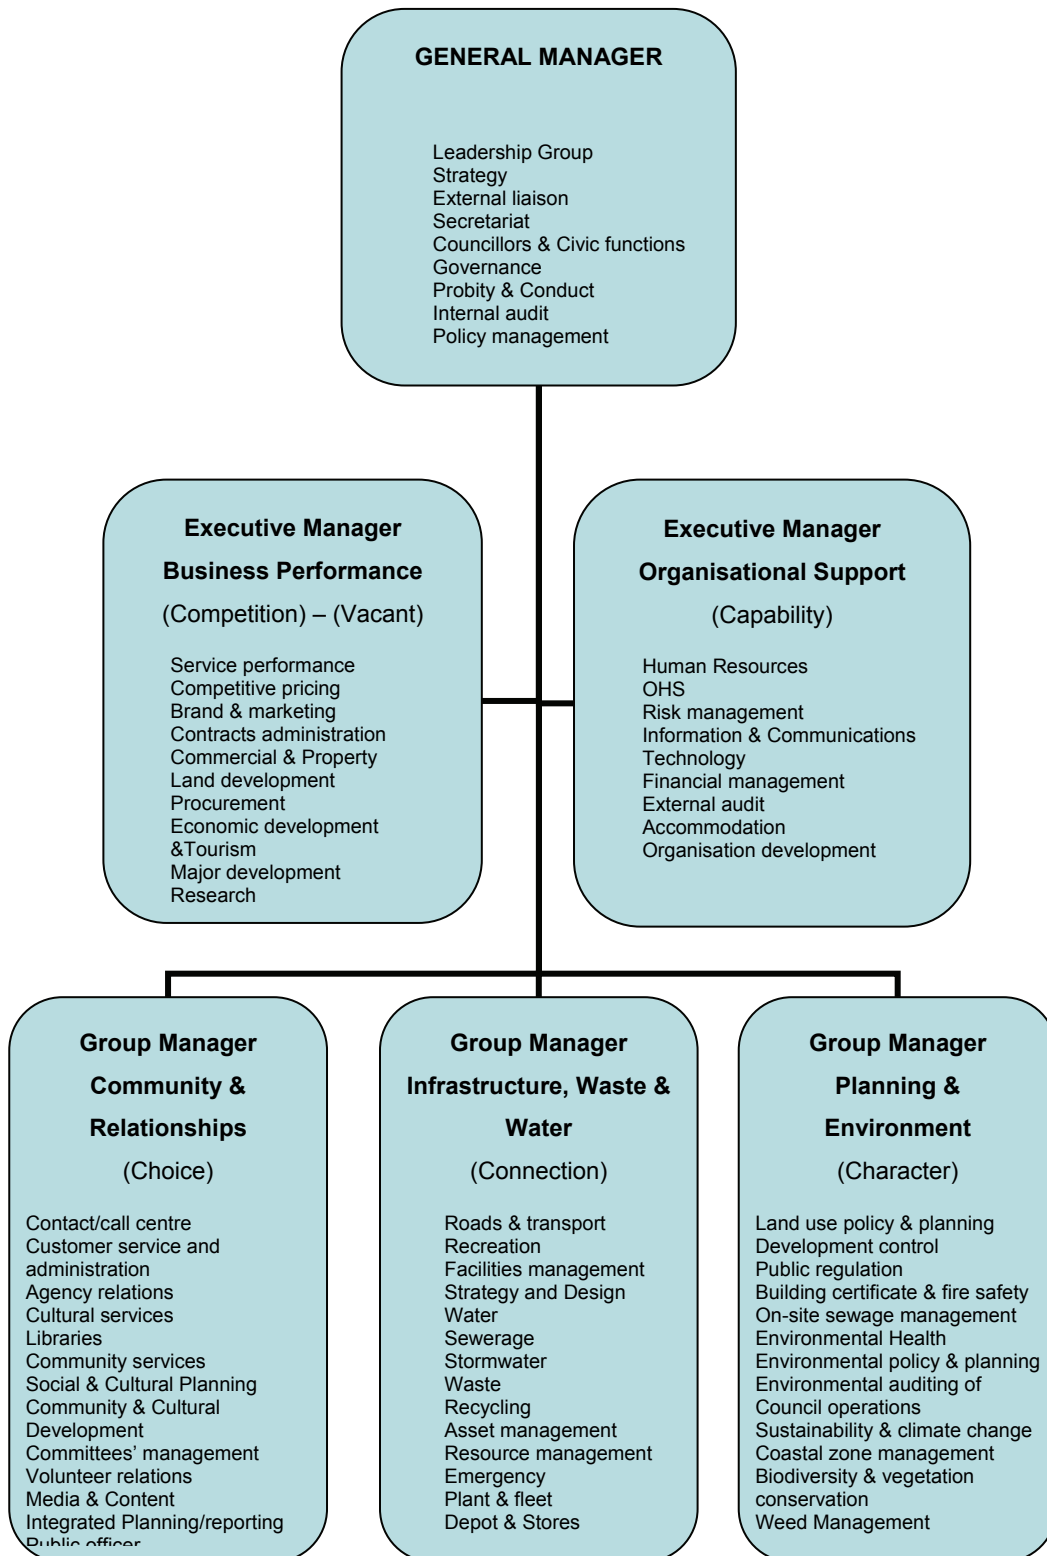 GENERAL MANAGER
Leadership Group
Strategy
External liaison
Secretariat
Councillors & Civic functions
Governance
Probity & Conduct
Internal audit
Policy management
Executive Manager
Business Performance
(Competition) – (Vacant)
Service performance
Competitive pricing
Brand & marketing
Contracts administration
Commercial & Property
Land development
Procurement
Economic development
&Tourism
Major development
Research
Executive Manager
Organisational Support
(Capability)
Human Resources
OHS
Risk management
Information & Communications
Technology
Financial management
External audit
Accommodation
Organisation development
Group Manager
Community &
Relationships
(Choice)
Contact/call centre
Customer service and
administration
Agency relations
Cultural services
Libraries
Community services
Social & Cultural Planning
Community & Cultural
Development
Committees’ management
Volunteer relations
Media & Content
Integrated Planning/reporting
Public officer
Group Manager
Infrastructure, Waste &
Water
(Connection)
Roads & transport
Recreation
Facilities management
Strategy and Design
Water
Sewerage
Stormwater
Waste
Recycling
Asset management
Resource management
Emergency
Plant & fleet
Depot & Stores
Group Manager
Planning &
Environment
(Character)
Land use policy & planning
Development control
Public regulation
Building certificate & fire safety
On-site sewage management
Environmental Health
Environmental policy & planning
Environmental auditing of
Council operations
Sustainability & climate change
Coastal zone management
Biodiversity & vegetation
conservation
Weed Management